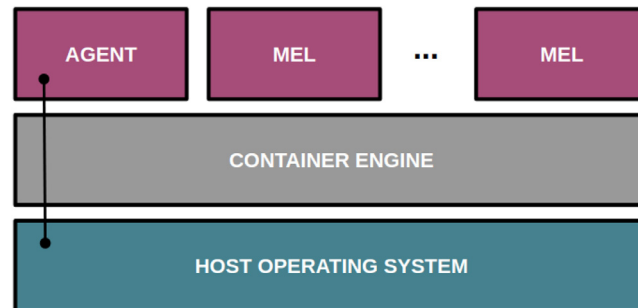 AGENT
MEL
...
MEL
CONTAINER ENGINE
HOST OPERATING SYSTEM